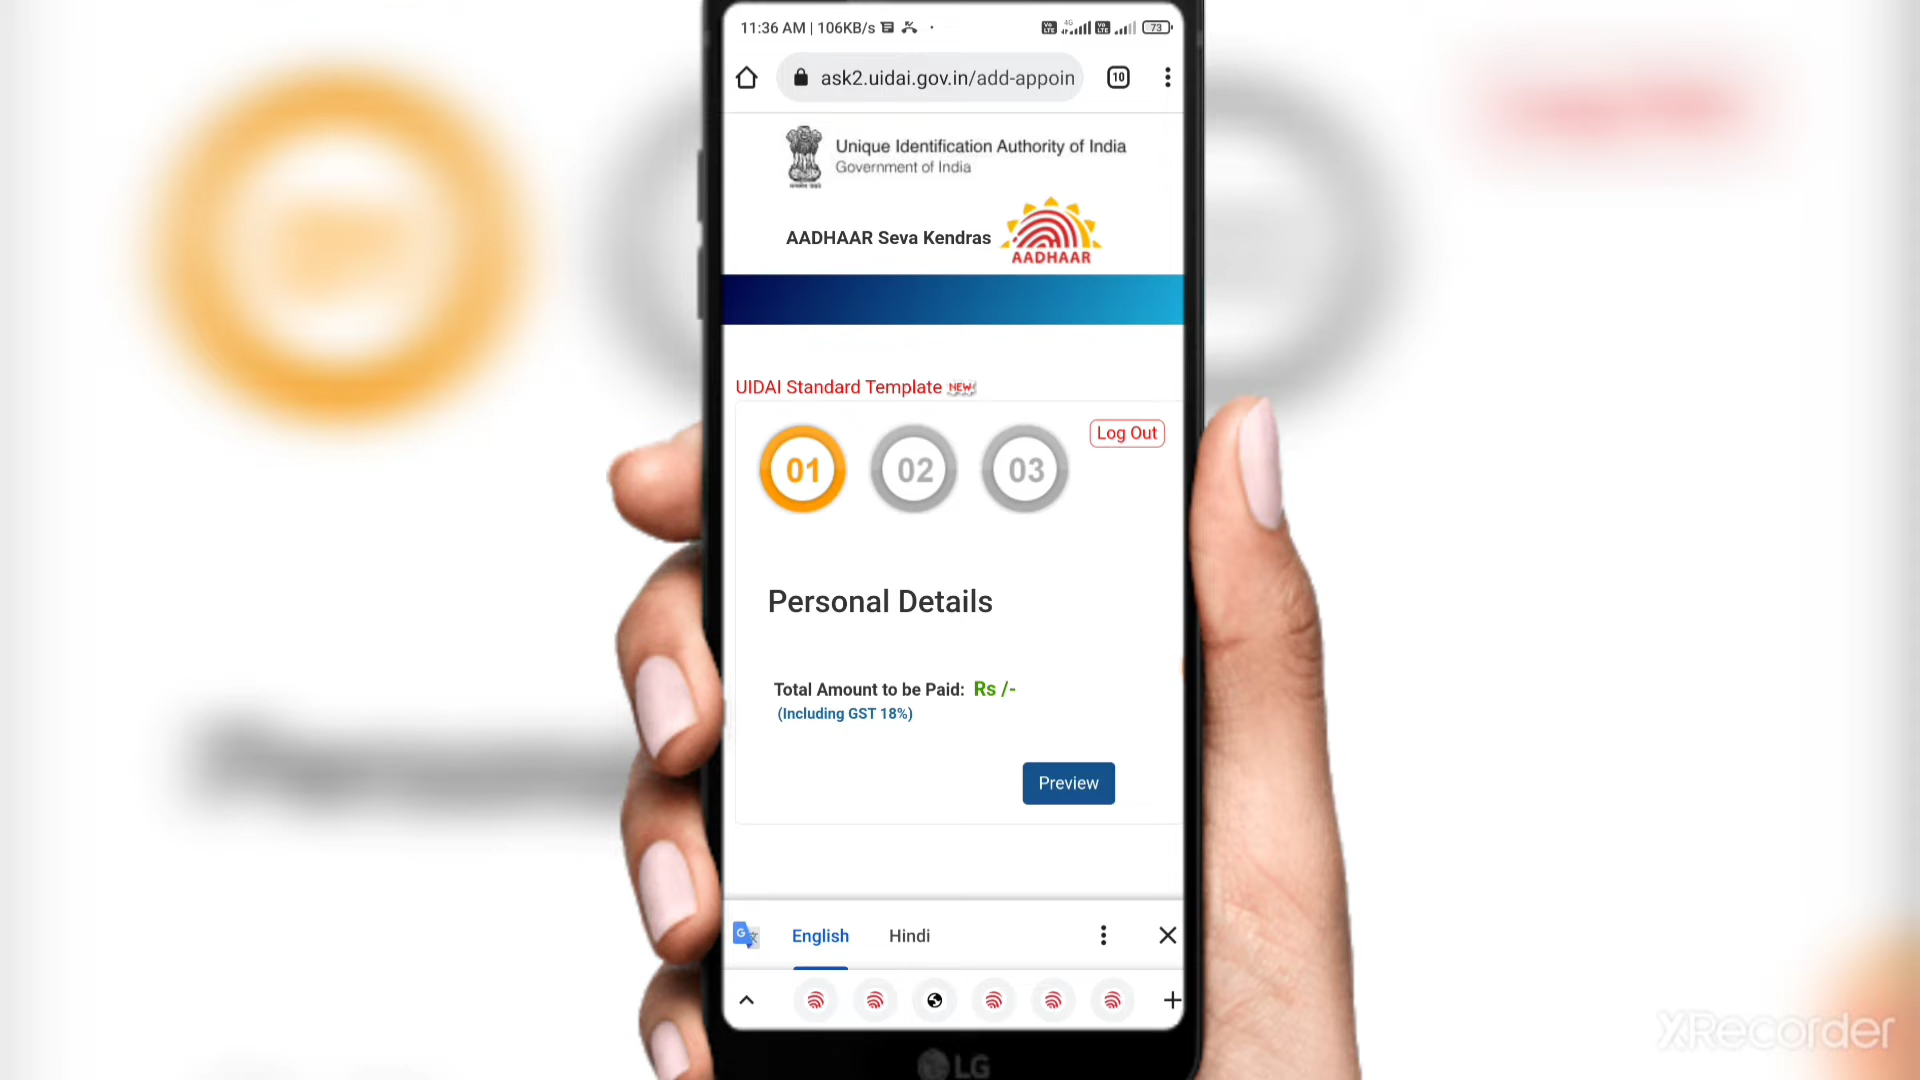 11:36 AM | 106KB/s
4G
73
ask2.uidai.gov.in/add-appoin
10
Unique Identification Authority of India
Government of India
AADHAAR Seva Kendras
AADHAAR
UIDAI Standard Template NEW
01 02 03
Log Out
Personal Details
Total Amount to be Paid: Rs /-
(Including GST 18%)
Preview
English Hindi
LG
XRecorder